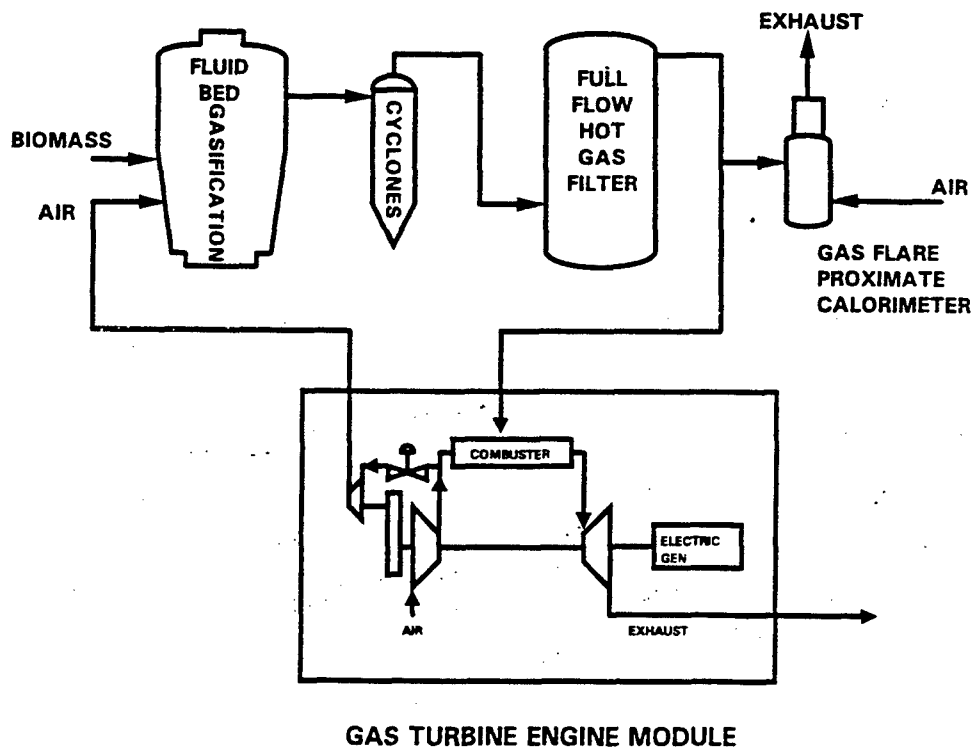 EXHAUST
FLUID
BED
GASIFICATION
CYCLONES
FULL
FLOW
HOT
GAS
FILTER
BIOMASS
AIR
AIR
GAS FLARE
PROXIMATE
CALORIMETER
COMBUSTER
ELECTRIC
GEN
AIR
EXHAUST
GAS TURBINE ENGINE MODULE